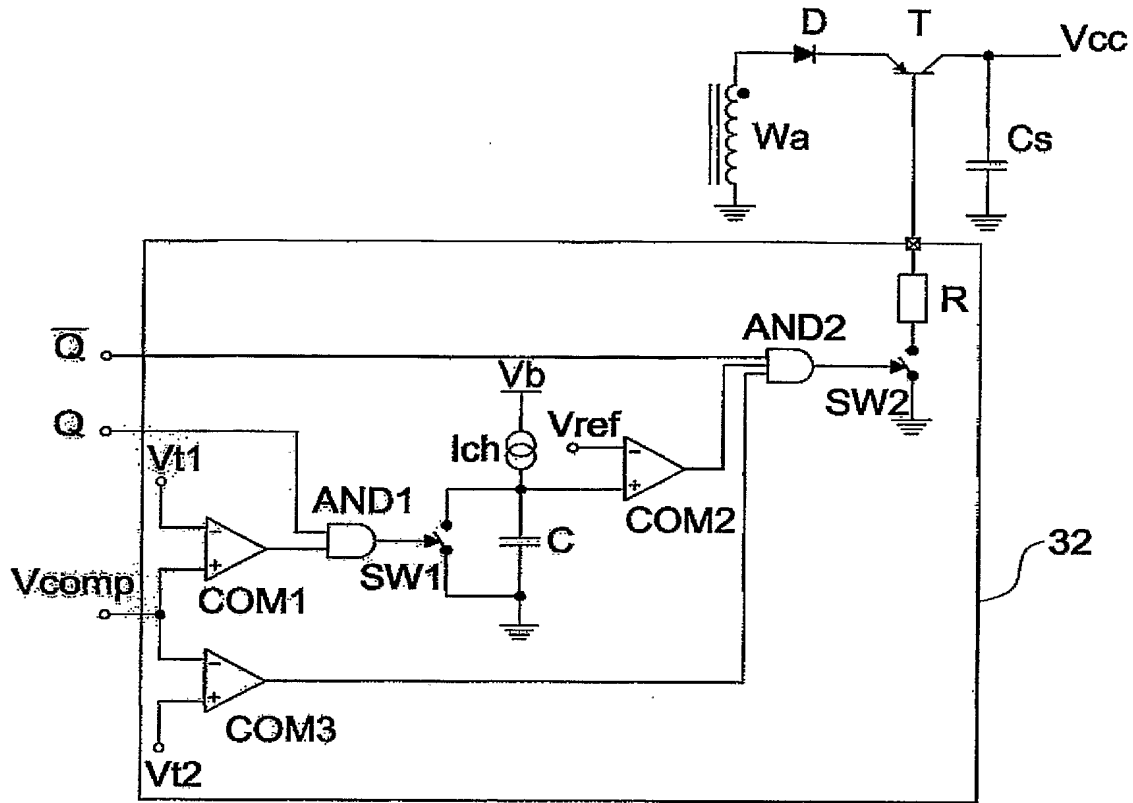 D
T
Vcc
Wa
Cs
R
Q̅
AND2
Vb
SW2
Q
Vref
Ich
Vt1
AND1
COM2
C
SW1
32
Vcomp
COM1
COM3
Vt2